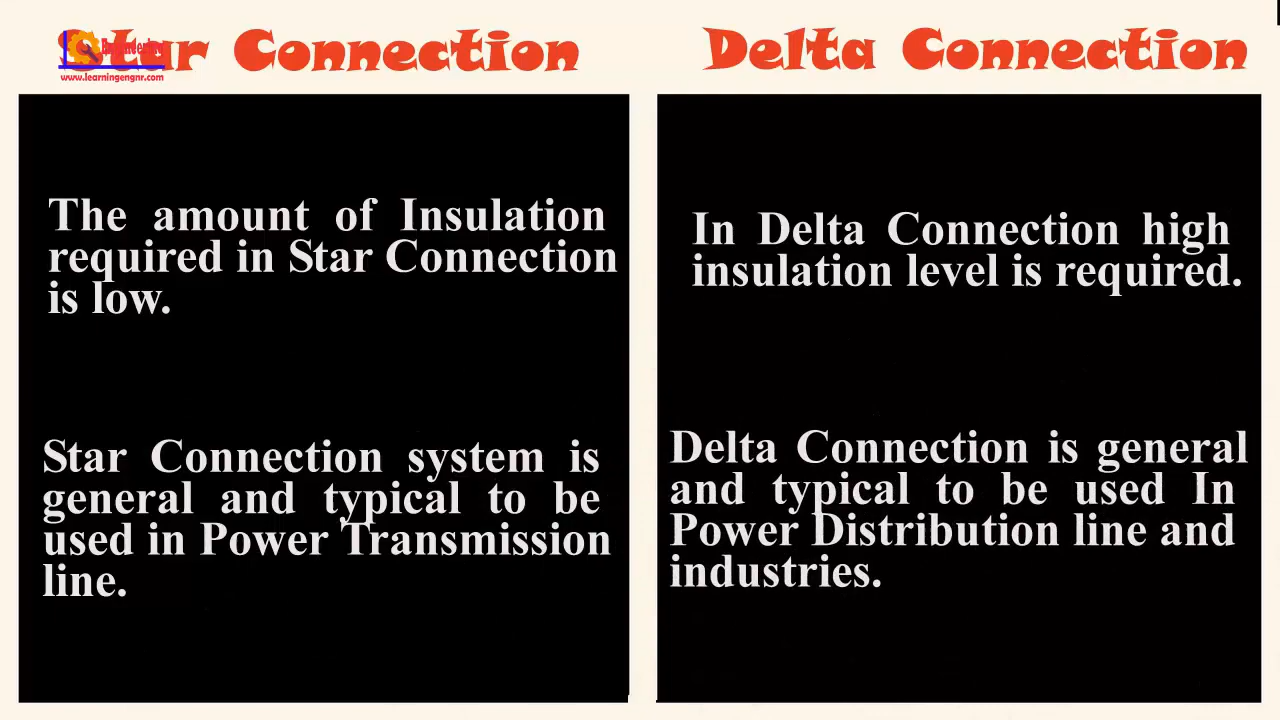 Star Connection
Engineering
www.learningengnr.com
The amount of Insulation
required in Star Connection
is low.
Star Connection system is
general and typical to be
used in Power Transmission
line.
Delta Connection
In Delta Connection high
insulation level is required.
Delta Connection is general
and typical to be used In
Power Distribution line and
industries.